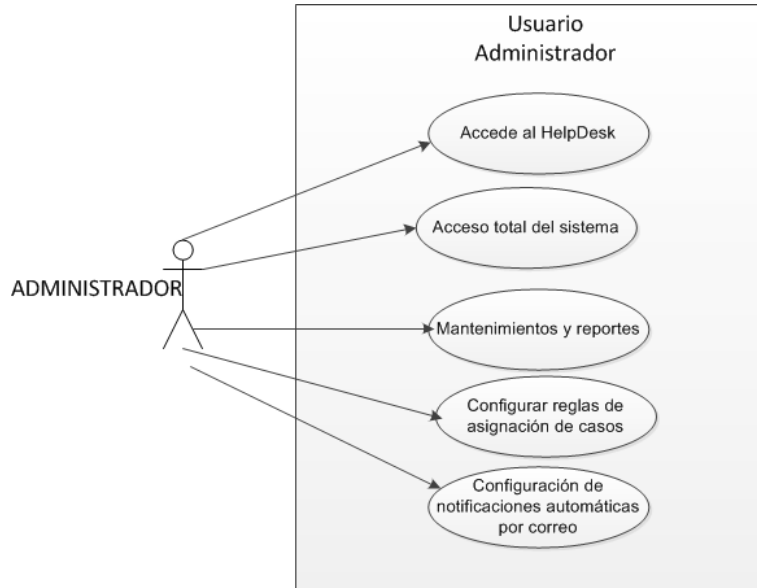 Usuario
Administrador
Accede al HelpDesk
Acceso total del sistema
ADMINISTRADOR
Mantenimientos y reportes
Configurar reglas de
asignación de casos
Configuración de
notificaciones automáticas
por correo